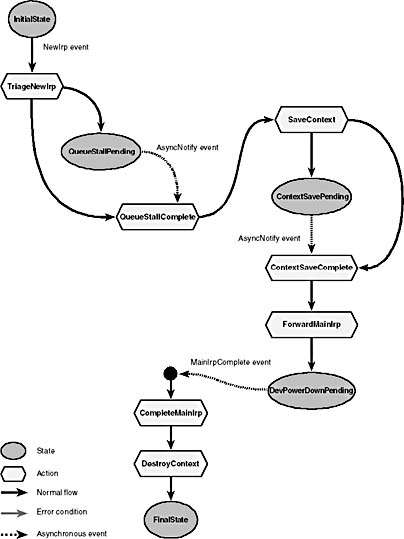 InitialState
NewIrp event
TriageNewIrp
SaveContext
AsyncNotify event
QueueStallPending
ContextSavePending
QueueStallComplete
AsyncNotify event
ContextSaveComplete
ForwardMainIrp
MainIrpComplete event
DevPowerDownPending
CompleteMainIrp
State
DestroyContext
Action
Normal flow
Error condition
FinalState
Asynchronous event